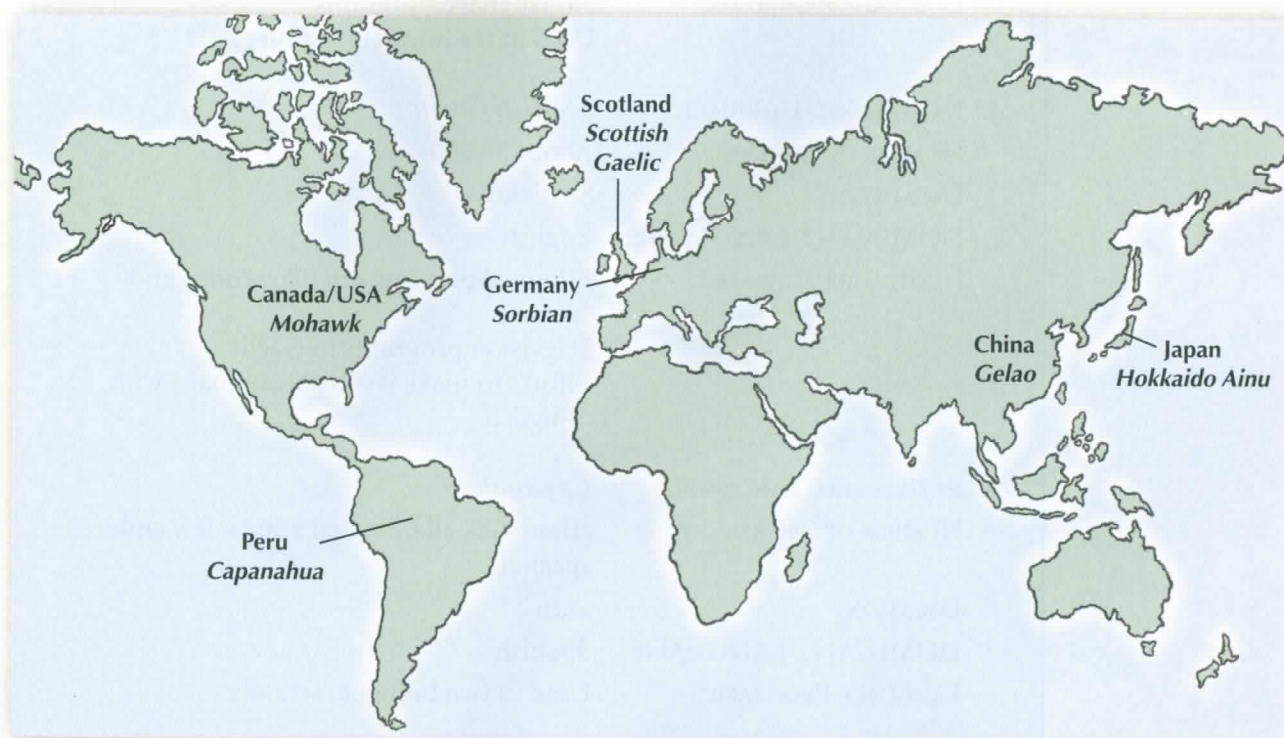 Scotland
Scottish
Gaelic
Canada/USA
Mohawk
Germany
Sorbian
China
Gelao
Japan
Hokkaido Ainu
Peru
Capanahua